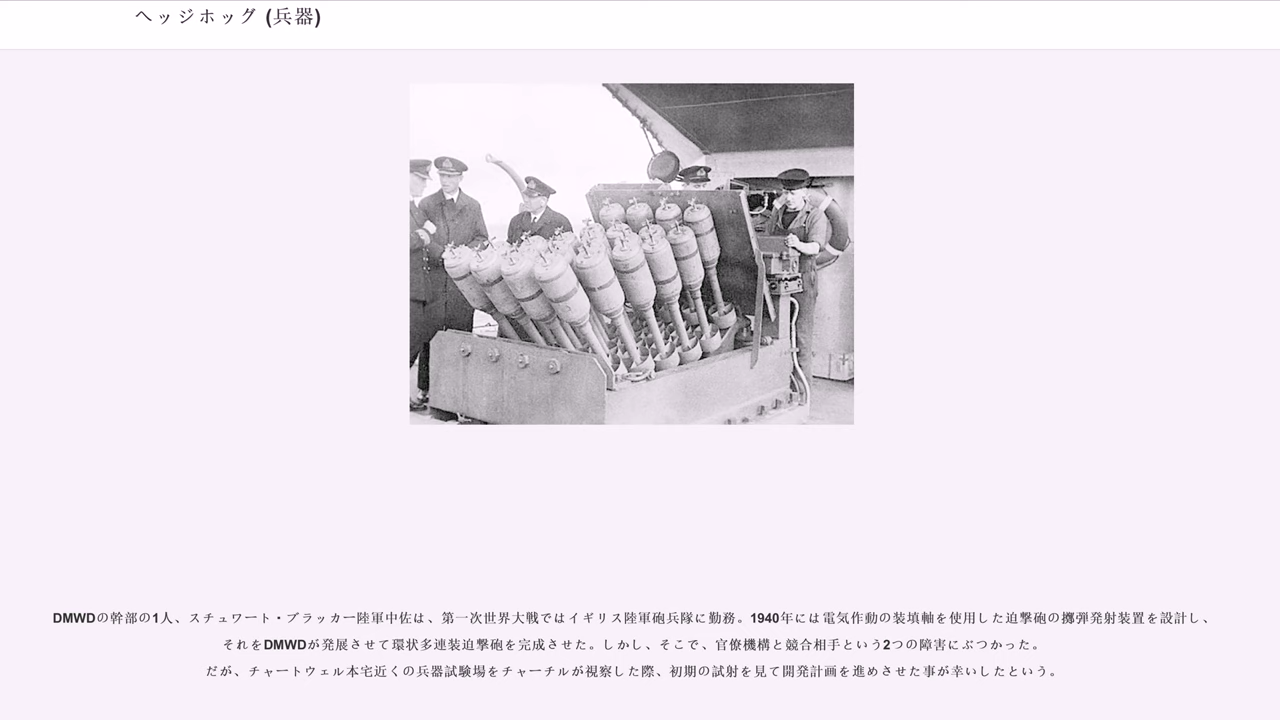 ヘッジホッグ (兵器)
DMWDの幹部の1人、スチュワート・ブラッカー陸軍中佐は、第一次世界大戦ではイギリス陸軍砲兵隊に勤務。1940年には電気作動の装填軸を使用した迫撃砲の擲弾発射装置を設計し、
それをDMWDが発展させて環状多連装迫撃砲を完成させた。しかし、そこで、官僚機構と競合相手という2つの障害にぶつかった。
だが、チャートウェル本宅近くの兵器試験場をチャーチルが視察した際、初期の試射を見て開発計画を進めさせた事が幸いしたという。